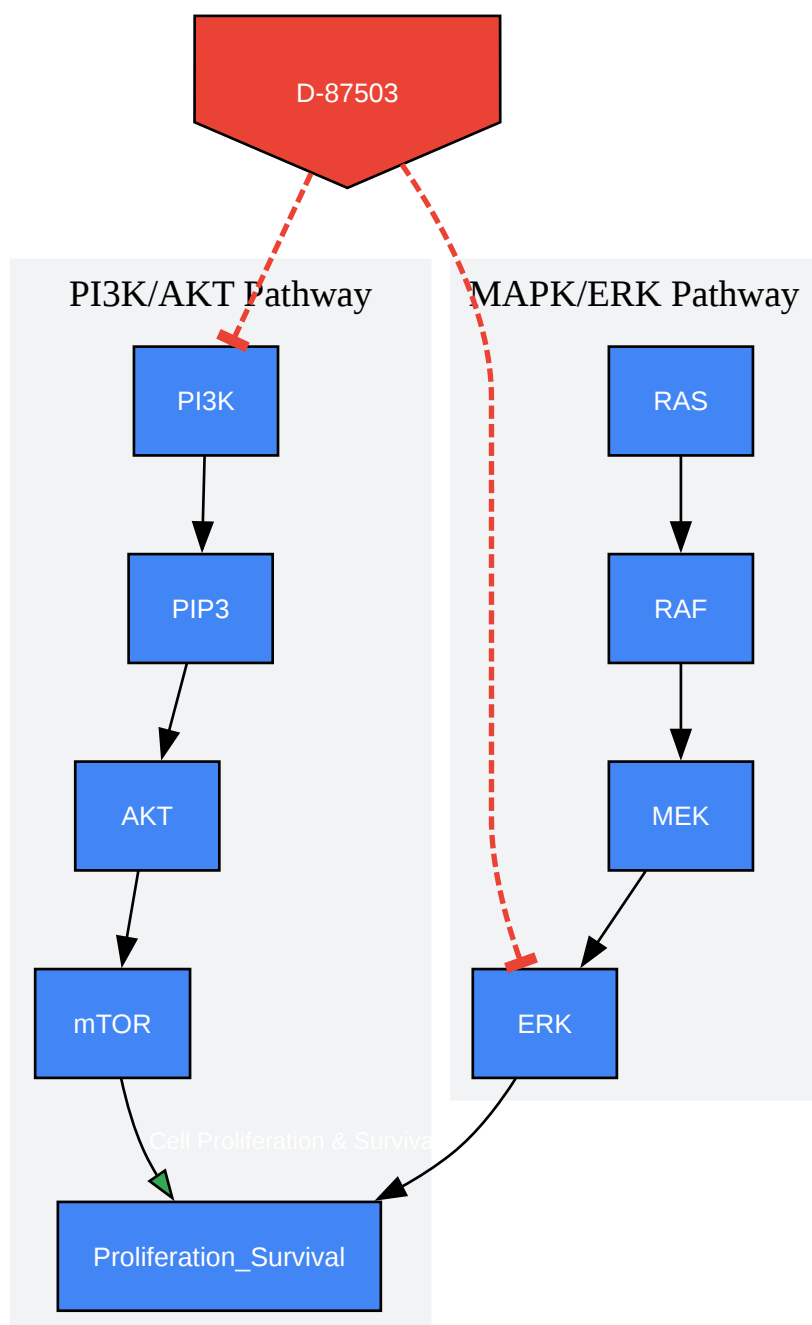 D-87503
PI3K/AKT Pathway
MAPK/ERK Pathway
PI3K
RAS
PIP3
RAF
AKT
MEK
mTOR
ERK
Cell Proliferation & Surviva
Proliferation_Survival